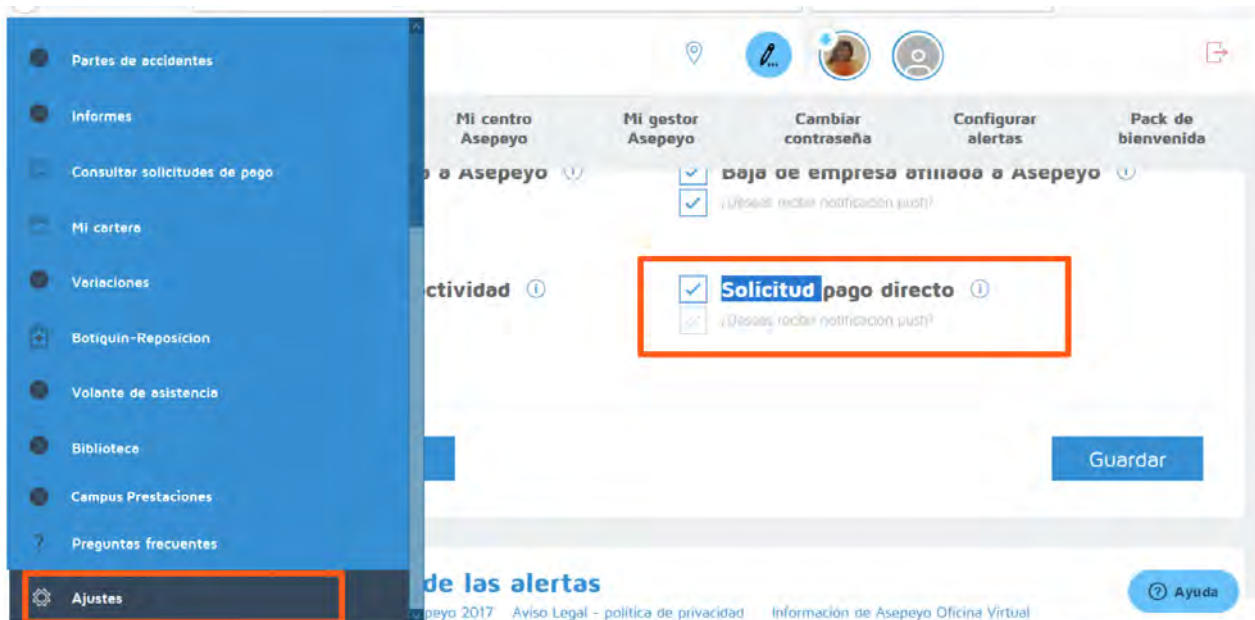 Partes de accidentes
Informes
Consultar solicitudes de pago
Mi cartera
Variaciones
Botiquin-Reposicion
Volante de asistencia
Biblioteca
Campus Prestaciones
? Preguntas frecuentes
Ajustes
Mi centro Asepeyo
Mi gestor Asepeyo
Cambiar contraseña
Configurar alertas
Pack de bienvenida
a Asepeyo
Baja de empresa afiliada a Asepeyo
¿Deseas recibir notificación push?
ctividad
Solicitud pago directo
¿Deseas recibir notificación push?
Guardar
de las alertas
peyo 2017 Aviso Legal - política de privacidad Información de Asepeyo Oficina Virtual
? Ayuda